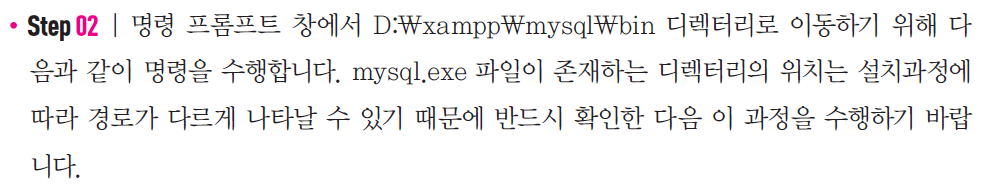 • Step 02 | 명령 프롬프트 창에서 D:₩xampp₩mysql₩bin 디렉터리로 이동하기 위해 다
음과 같이 명령을 수행합니다. mysql.exe 파일이 존재하는 디렉터리의 위치는 설치과정에
따라 경로가 다르게 나타날 수 있기 때문에 반드시 확인한 다음 이 과정을 수행하기 바랍
니다.